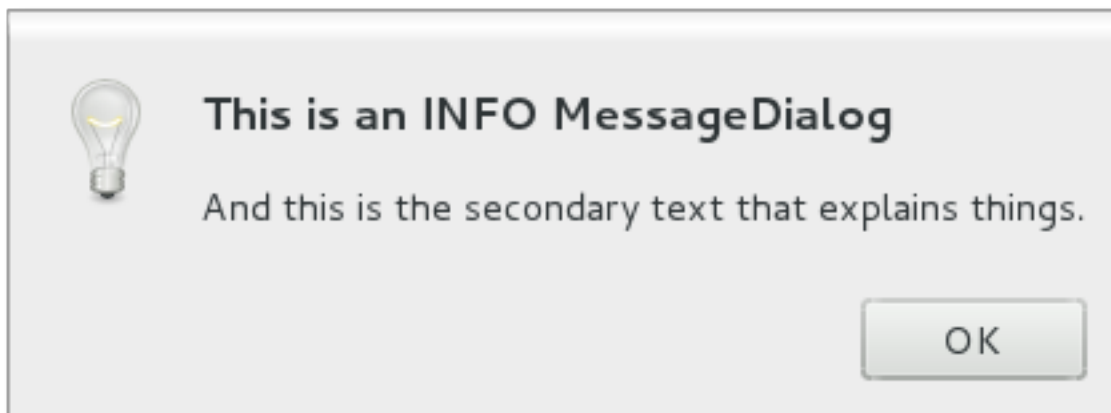 This is an INFO MessageDialog
And this is the secondary text that explains things.
OK